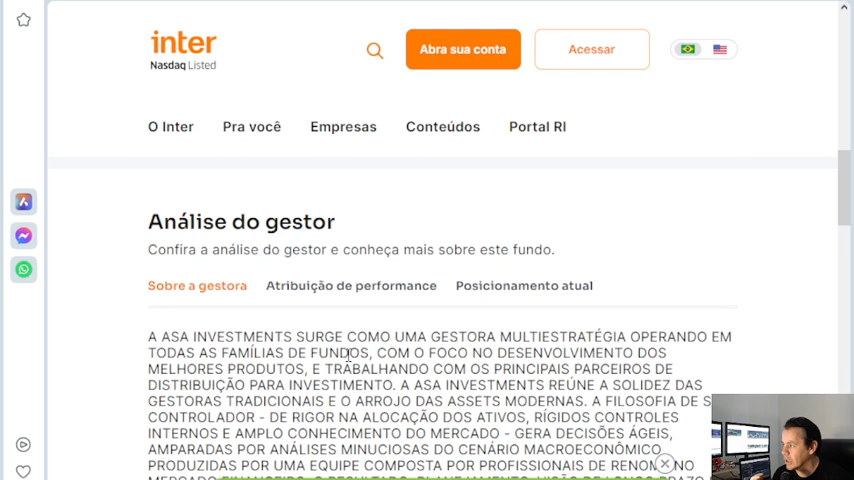 inter
Nasdaq Listed
Abra sua conta
Acessar
O Inter
Pra você
Empresas
Conteúdos
Portal RI
Análise do gestor
Confira a análise do gestor e conheça mais sobre este fundo.
Sobre a gestora
Atribuição de performance
Posicionamento atual
A ASA INVESTMENTS SURGE COMO UMA GESTORA MULTIESTRATÉGIA OPERANDO EM
TODAS AS FAMÍLIAS DE FUNDOS, COM O FOCO NO DESENVOLVIMENTO DOS
MELHORES PRODUTOS, E TRABALHANDO COM OS PRINCIPAIS PARCEIROS DE
DISTRIBUIÇÃO PARA INVESTIMENTO. A ASA INVESTMENTS REÚNE A SOLIDEZ DAS
GESTORAS TRADICIONAIS E O ARROJO DAS ASSETS MODERNAS. A FILOSOFIA DE
CONTROLADOR - DE RIGOR NA ALOCAÇÃO DOS ATIVOS, RÍGIDOS CONTROLES
INTERNOS E AMPLO CONHECIMENTO DO MERCADO - GERA DECISÕES ÁGEIS,
AMPARADAS POR ANÁLISES MINUCIOSAS DO CENÁRIO MACROECONÔMICO
PRODUZIDAS POR UMA EQUIPE COMPOSTA POR PROFISSIONAIS DE